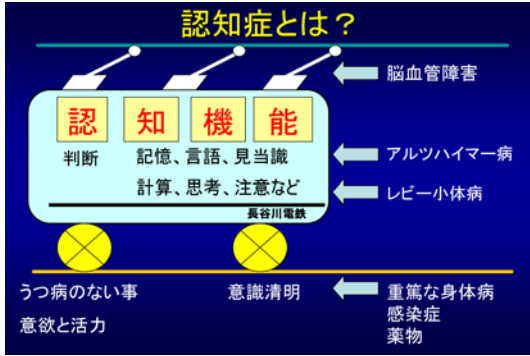 認知症とは？
脳血管障害
認 知 機 能
判断
記憶、言語、見当識
アルツハイマー病
計算、思考、注意など
レビー小体病
長谷川電鉄
うつ病のない事
意識清明
重篤な身体病
意欲と活力
感染症
薬物